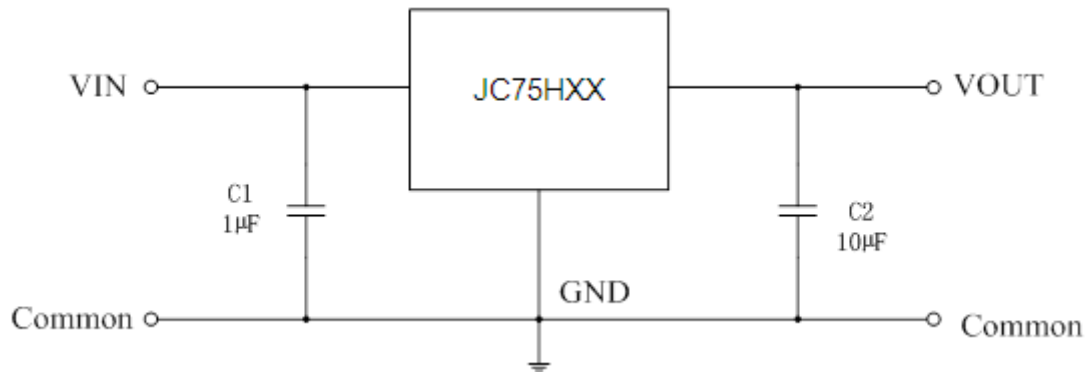 VIN
JC75HXX
VOUT
C1
1μF
C2
10μF
GND
Common
Common